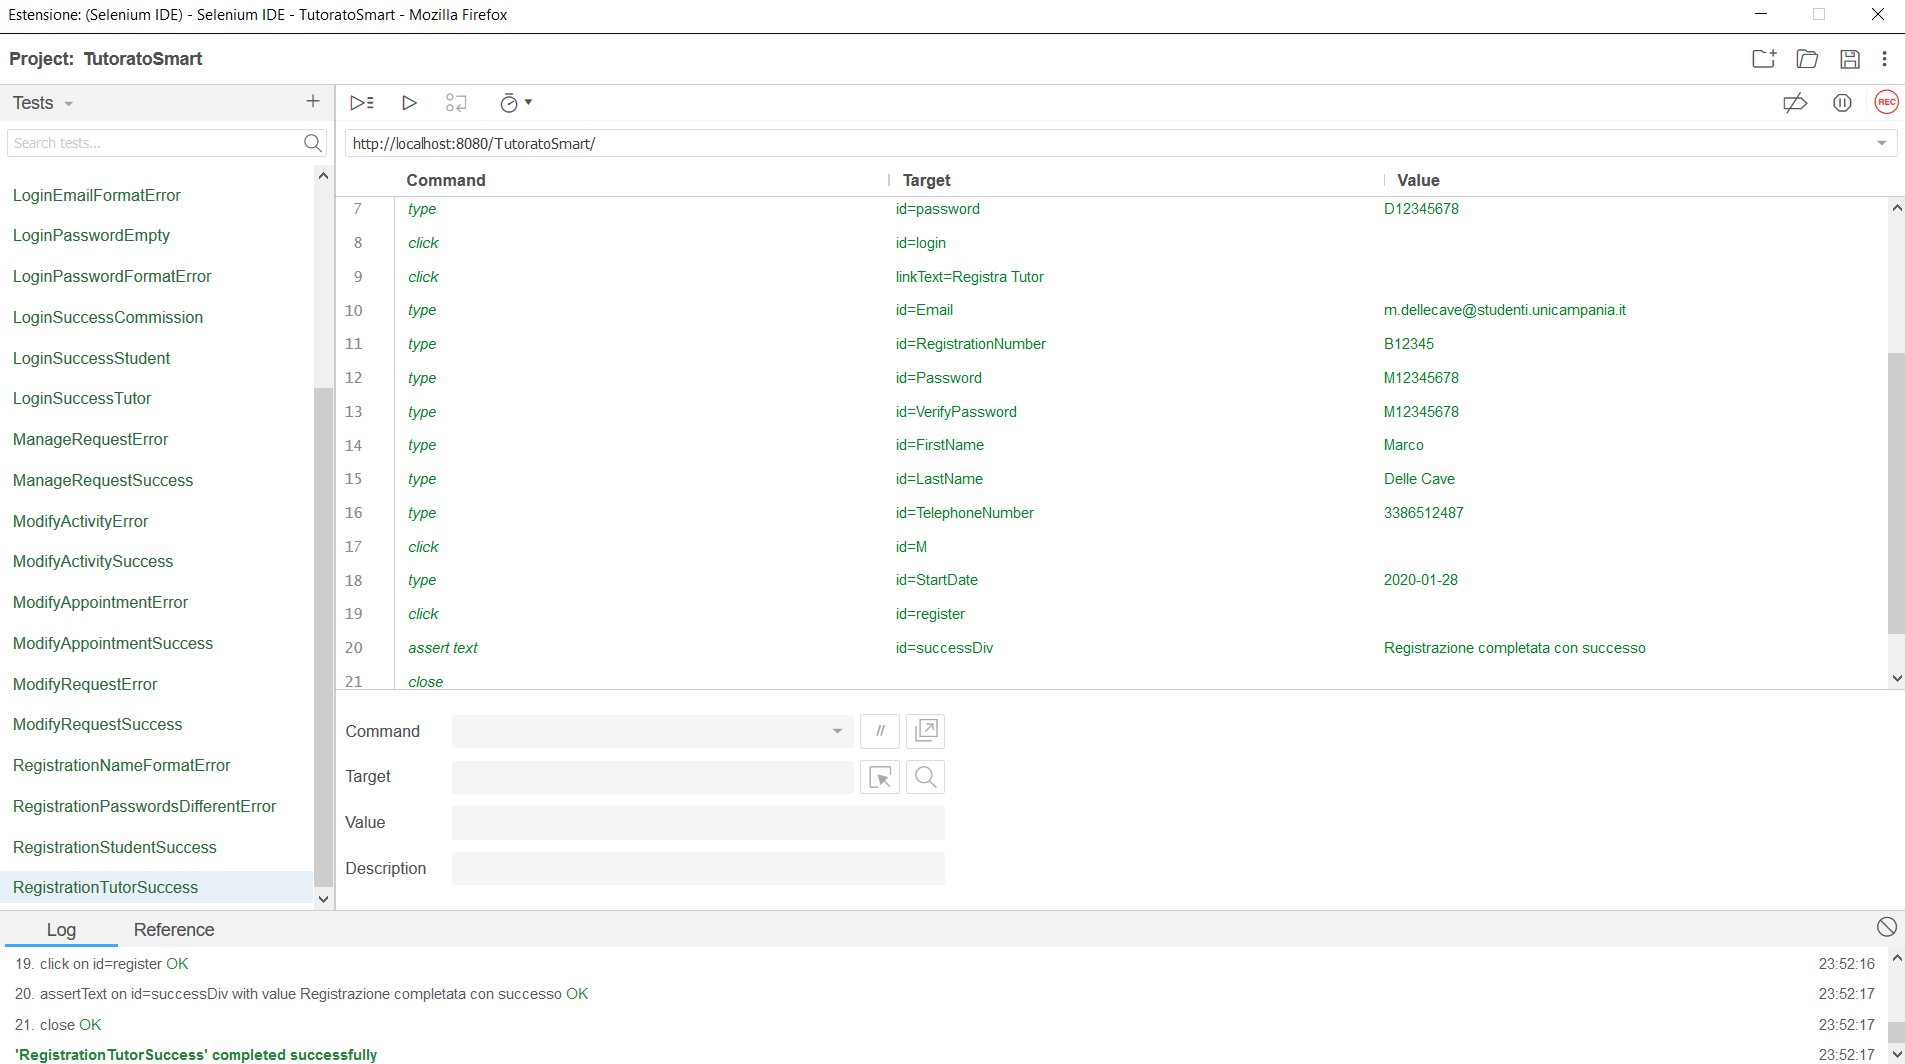 Estensione: (Selenium IDE) - Selenium IDE - TutoratoSmart - Mozilla Firefox
Project: TutoratoSmart
Tests
Search tests...
LoginEmailFormatError
LoginPasswordEmpty
LoginPasswordFormatError
LoginSuccessCommission
LoginSuccessStudent
LoginSuccessTutor
ManageRequestError
ManageRequestSuccess
ModifyActivityError
ModifyActivitySuccess
ModifyAppointmentError
ModifyAppointmentSuccess
ModifyRequestError
ModifyRequestSuccess
RegistrationNameFormatError
RegistrationPasswordsDifferentError
RegistrationStudentSuccess
RegistrationTutorSuccess
REC
http://localhost:8080/TutoratoSmart/
Command Target Value
7 type id=password D12345678
8 click id=login
9 click linkText=Registra Tutor
10 type id=Email m.dellecave@studenti.unicampania.it
11 type id=RegistrationNumber B12345
12 type id=Password M12345678
13 type id=VerifyPassword M12345678
14 type id=FirstName Marco
15 type id=LastName Delle Cave
16 type id=TelephoneNumber 3386512487
17 click id=M
18 type id=StartDate 2020-01-28
19 click id=register
20 assert text id=successDiv Registrazione completata con successo
21 close
Command //
Target
Value
Description
Log Reference
19. click on id=register OK 23:52:16
20. assertText on id=successDiv with value Registrazione completata con successo OK 23:52:17
21. close OK 23:52:17
'RegistrationTutorSuccess' completed successfully 23:52:17